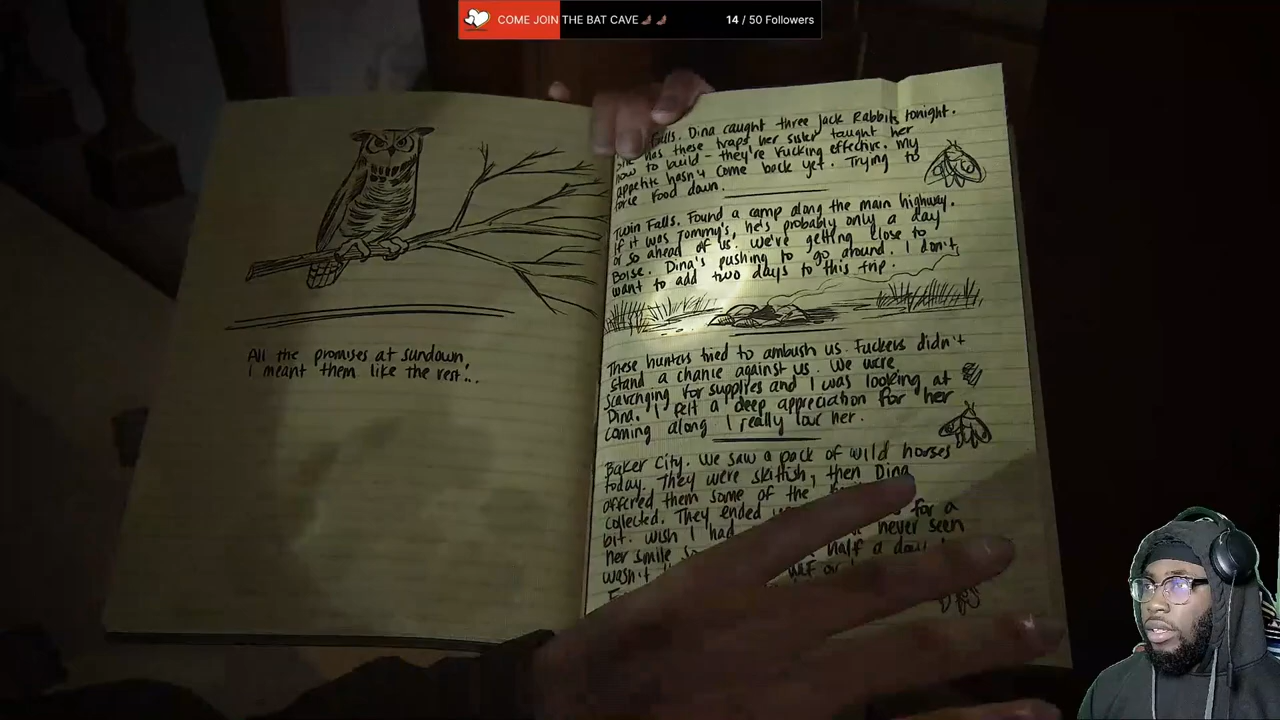 COME JOIN THE BAT CAVE
14 / 50 Followers
All the promises at sundown,
I meant them like the rest...
Falls. Dina caught three Jack Rabbits tonight.
She has these traps her sister taught her
how to build - they're fucking effective. My
appetite hasn't come back yet. Trying to
force food down.
Twin Falls. Found a camp along the main highway.
If it was Tommy's, he's probably only a day
or so ahead of us. We're getting close to
Boise. Dina's pushing to go around. I don't
want to add two days to this trip.
These hunters tried to ambush us. Fuckers didn't
stand a chance against us. We were
scavenging for supplies and I was looking at
Dina. I felt a deep appreciation for her
coming along. I really love her.
Baker City. We saw a pack of wild horses
today. They were skittish, then Dina
offered them some of the
collected. They ended for a
bit. Wish I had never seen
her smile half a day
wasn't